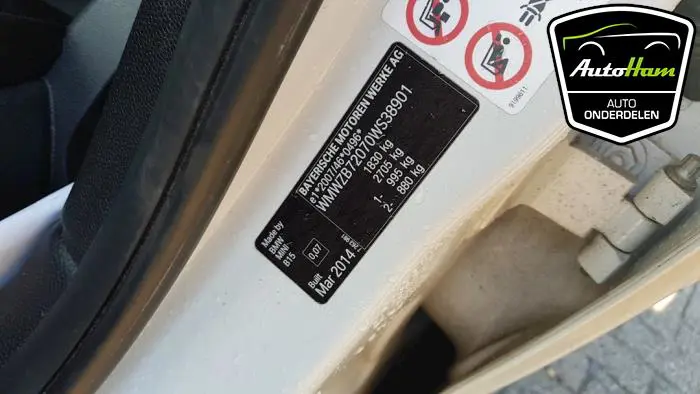 BAYERISCHE MOTOREN WERKE AG
e1*2007/46*0496*
WMWZB72070WS38901
1830 kg
2705 kg
1- 995 kg
2- 880 kg
Made by
BMW
MINI
B15
0,07
Built
Mar 2014
9199611
AutoHam
AUTO
ONDERDELEN